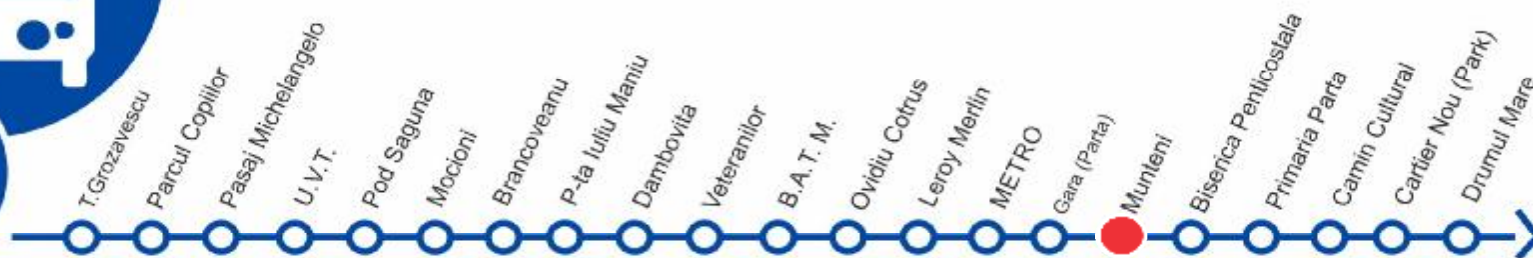 T.Grozavescu
Parcul Copiilor
Pasaj Michelangelo
U.V.T.
Pod Saguna
Mocioni
Brancoveanu
P-ta Iuliu Maniu
Dambovita
Veteranilor
B.A.T.M.
Ovidiu Cotrus
Leroy Merlin
METRO
Gara (Parta)
Munteni
Biserica Penticostala
Primaria Parta
Camin Cultural
Cartier Nou (Park)
Drumul Mare